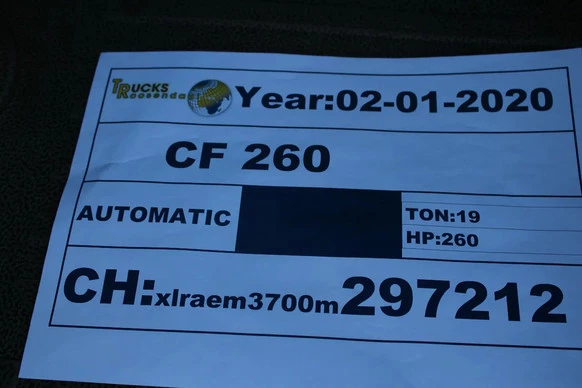 TRUCKS
Roosendaal
Year:02-01-2020
CF 260
AUTOMATIC
TON:19
HP:260
CH:xlraem3700m297212